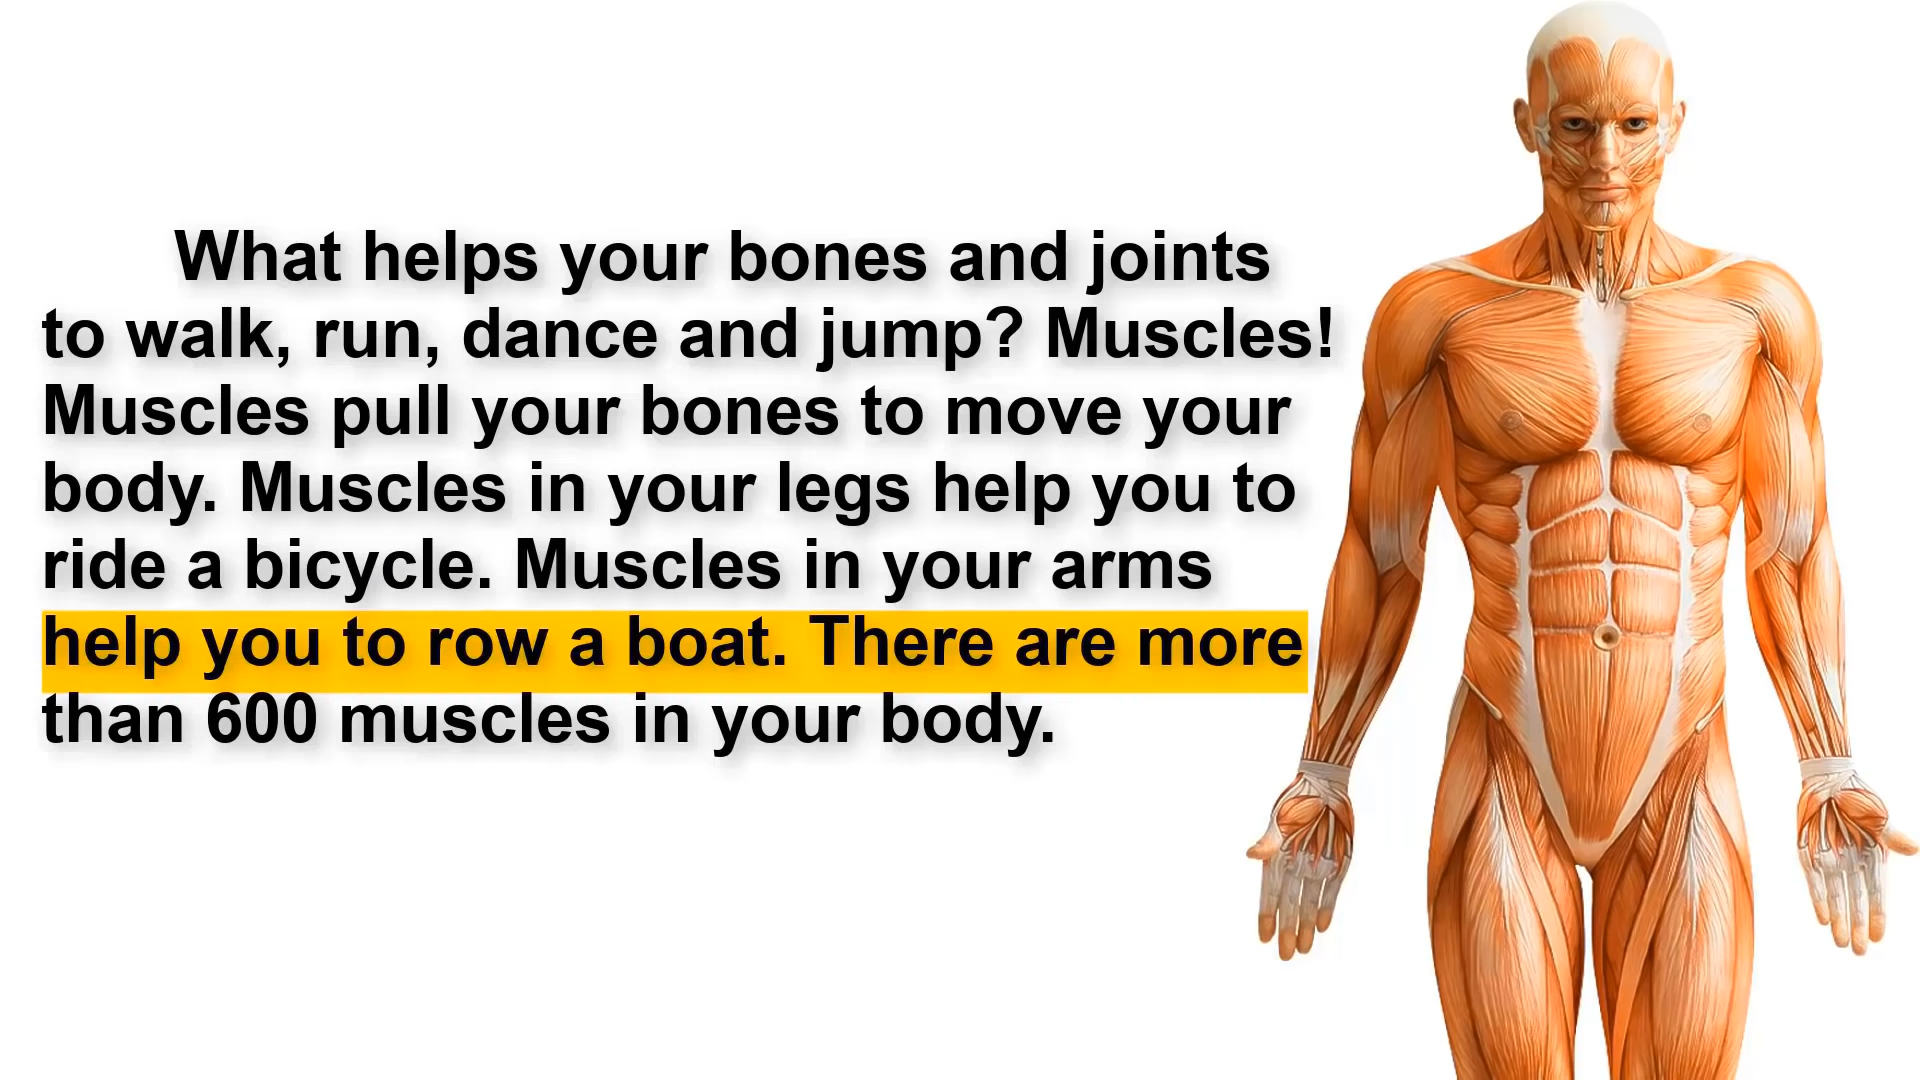 What helps your bones and joints
to walk, run, dance and jump? Muscles!
Muscles pull your bones to move your
body. Muscles in your legs help you to
ride a bicycle. Muscles in your arms
help you to row a boat. There are more
than 600 muscles in your body.